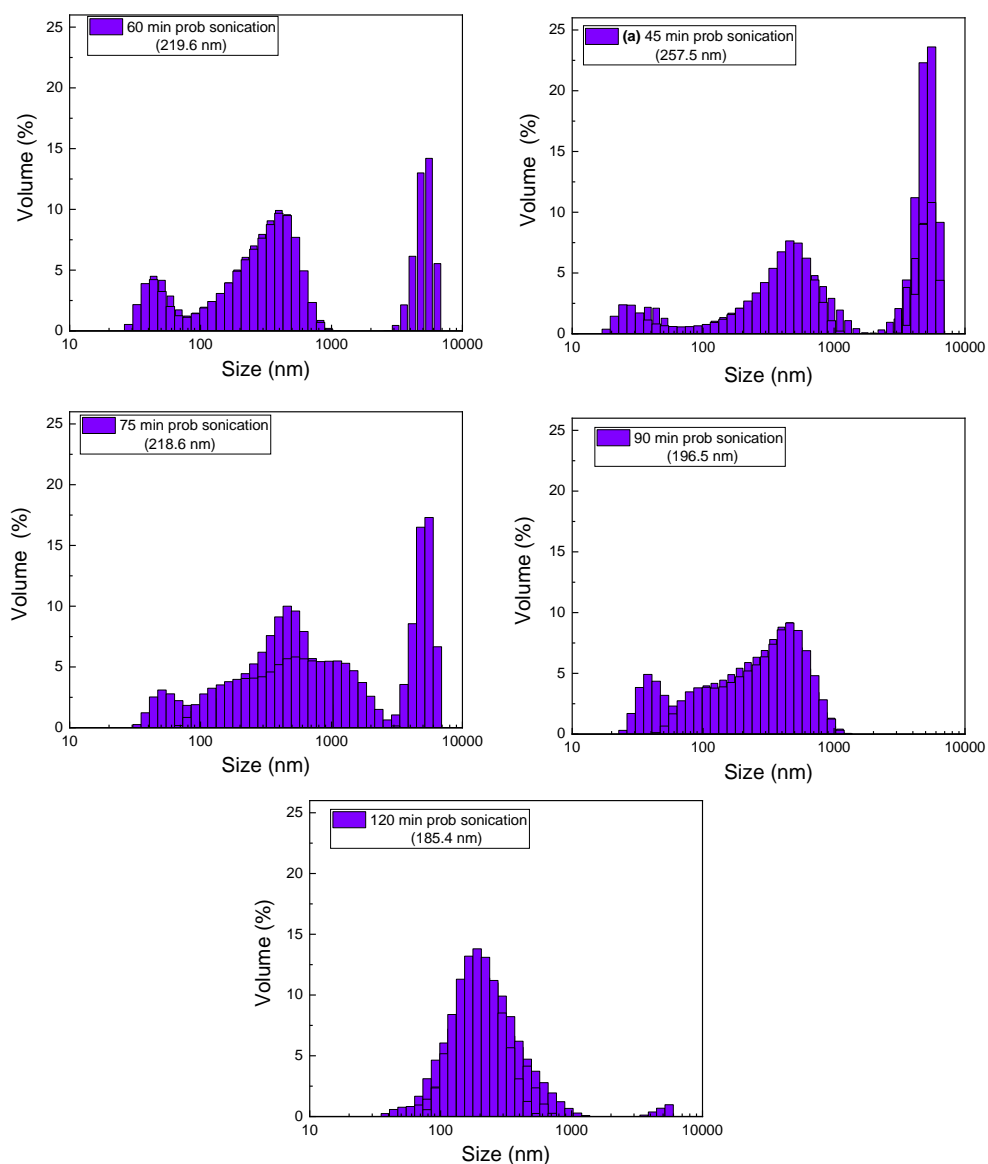 60 min prob sonication
(219.6 nm)
25
20
15
10
5
0
Volume (%)
10
100
1000
10000
Size (nm)
(a) 45 min prob sonication
(257.5 nm)
25
20
15
10
5
0
Volume (%)
10
100
1000
10000
Size (nm)
75 min prob sonication
(218.6 nm)
25
20
15
10
5
0
Volume (%)
10
100
1000
10000
Size (nm)
90 min prob sonication
(196.5 nm)
25
20
15
10
5
0
Volume (%)
10
100
1000
10000
Size (nm)
120 min prob sonication
(185.4 nm)
25
20
15
10
5
0
Volume (%)
10
100
1000
10000
Size (nm)